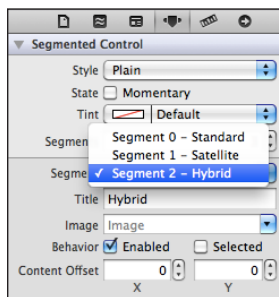 Segmented Control
Style Plain
State Momentary
Tint Default
Segmen
Segment 0 – Standard
Segment 1 – Satellite
Segme ✓ Segment 2 – Hybrid
Title Hybrid
Image Image
Behavior Enabled Selected
Content Offset 0 0
X Y